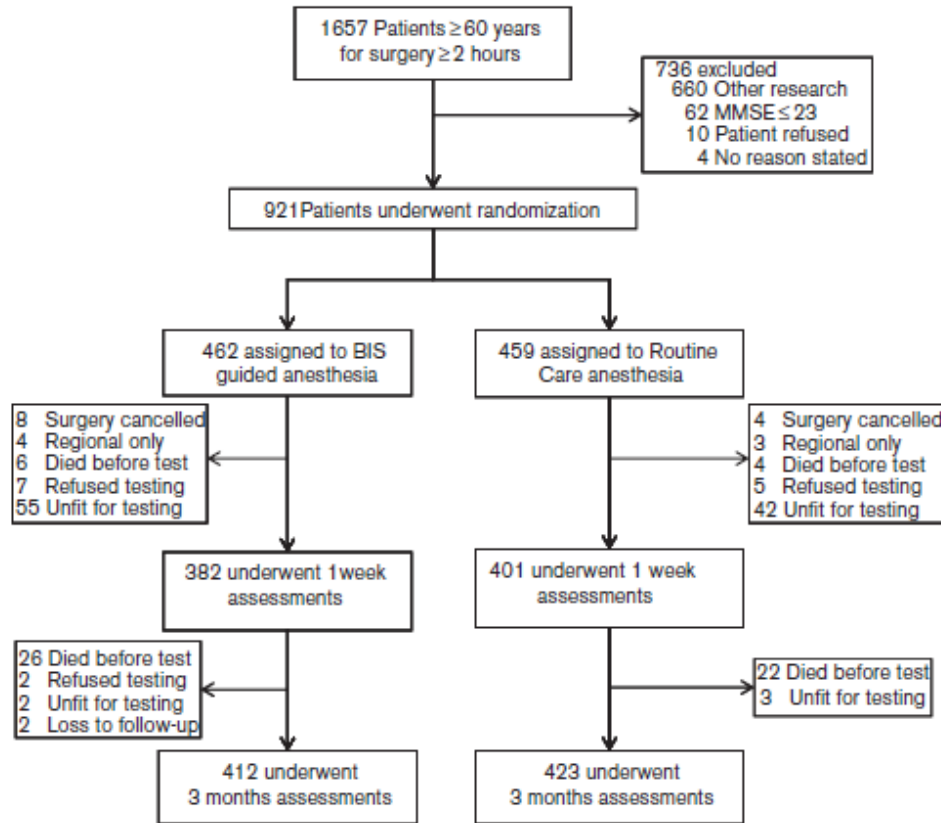 1657 Patients ≥ 60 years
for surgery ≥ 2 hours
736 excluded
660 Other research
62 MMSE ≤ 23
10 Patient refused
4 No reason stated
921 Patients underwent randomization
462 assigned to BIS
guided anesthesia
459 assigned to Routine
Care anesthesia
8 Surgery cancelled
4 Regional only
6 Died before test
7 Refused testing
55 Unfit for testing
4 Surgery cancelled
3 Regional only
4 Died before test
5 Refused testing
42 Unfit for testing
382 underwent 1 week
assessments
401 underwent 1 week
assessments
26 Died before test
2 Refused testing
2 Unfit for testing
2 Loss to follow-up
22 Died before test
3 Unfit for testing
412 underwent
3 months assessments
423 underwent
3 months assessments